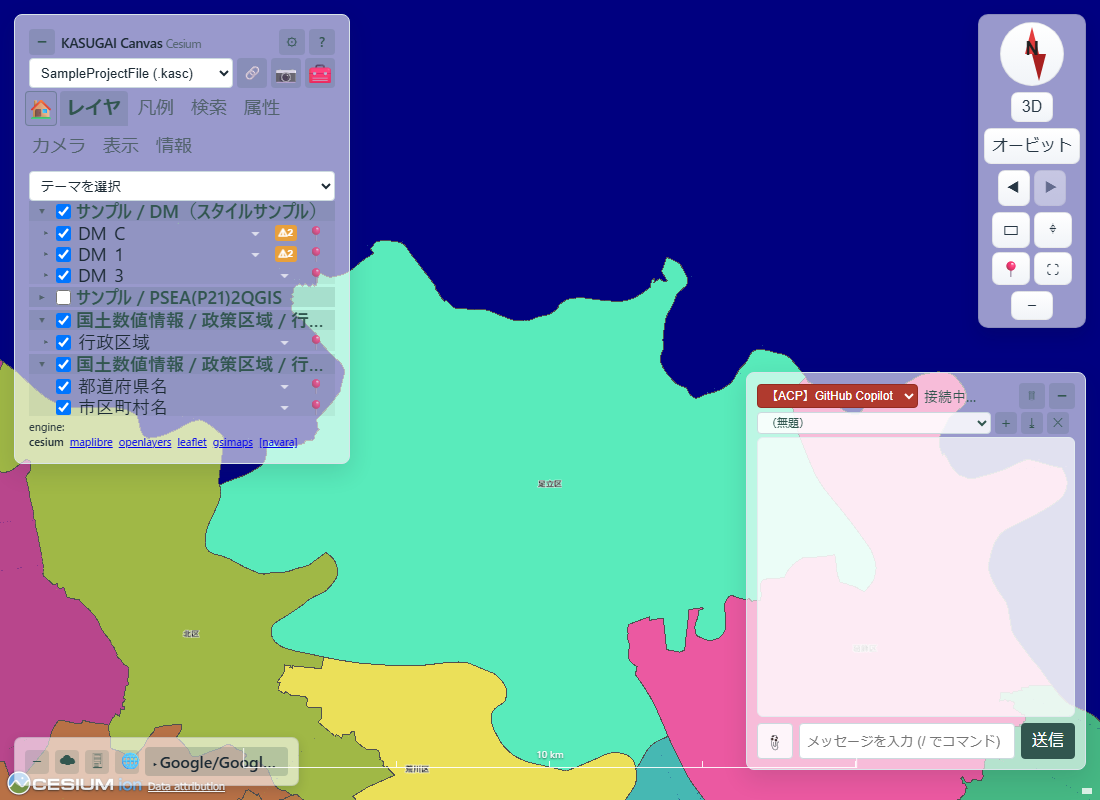 KASUGAI Canvas Cesium
?
SampleProjectFile (.kasc)
レイヤ 凡例 検索 属性
カメラ 表示 情報
テーマを選択
サンプル / DM（スタイルサンプル）
DM C 2
DM 1 2
DM 3
サンプル / PSEA(P21)2QGIS
国土数値情報 / 政策区域 / 行...
行政区域
国土数値情報 / 政策区域 / 行...
都道府県名
市区町村名
engine:
cesium maplibre openlayers leaflet gsimaps [navara]
N
3D
オービット
【ACP】GitHub Copilot 接続中...
（無題）
メッセージを入力 (/ でコマンド) 送信
足立区
北区
荒川区
10 km
Google/Googl...
CESIUM ion Data attribution